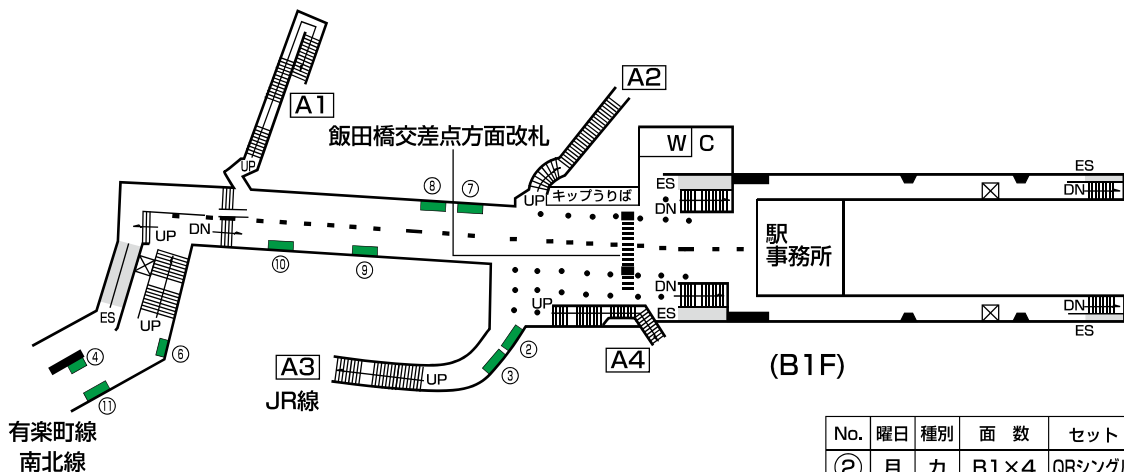 A1
A2
飯田橋交差点方面改札
W C
UP
⑧
⑦
キップうりば
UP
ES
DN
ES
DN
UP
DN
駅
事務所
⑩
⑨
ES
UP
UP
DN
ES
DN
ES
④
⑥
②
③
A3
UP
A4
(B1F)
JR線
⑪
有楽町線
南北線
No. 曜日 種別 面 数 セット
② 月 カ B1×4 QRシングル